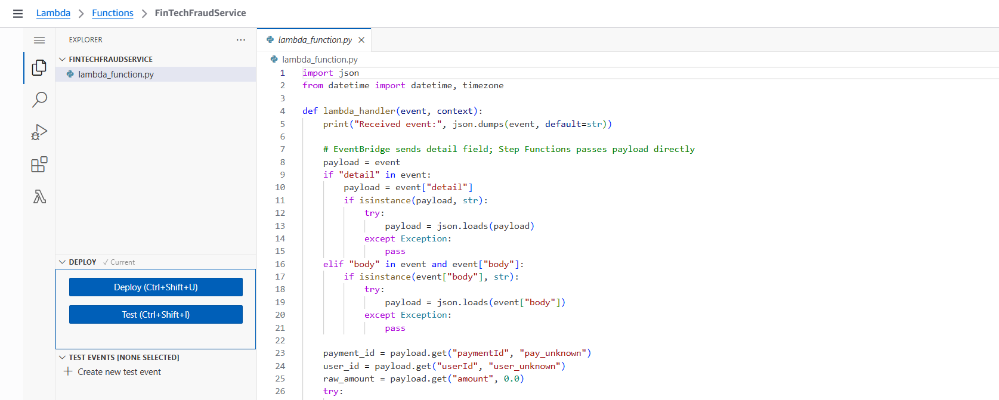 Lambda > Functions > FinTechFraudService
EXPLORER ...
FINTECHFRAUDSERVICE
lambda_function.py
DEPLOY ✓ Current
Deploy (Ctrl+Shift+U)
Test (Ctrl+Shift+I)
TEST EVENTS [NONE SELECTED]
+ Create new test event
lambda_function.py ×
lambda_function.py
1 import json
2 from datetime import datetime, timezone
3
4 def lambda_handler(event, context):
5     print("Received event:", json.dumps(event, default=str))
6
7     # EventBridge sends detail field; Step Functions passes payload directly
8     payload = event
9     if "detail" in event:
10         payload = event["detail"]
11         if isinstance(payload, str):
12             try:
13                 payload = json.loads(payload)
14             except Exception:
15                 pass
16     elif "body" in event and event["body"]:
17         if isinstance(event["body"], str):
18             try:
19                 payload = json.loads(event["body"])
20             except Exception:
21                 pass
22
23     payment_id = payload.get("paymentId", "pay_unknown")
24     user_id = payload.get("userId", "user_unknown")
25     raw_amount = payload.get("amount", 0.0)
26     try: